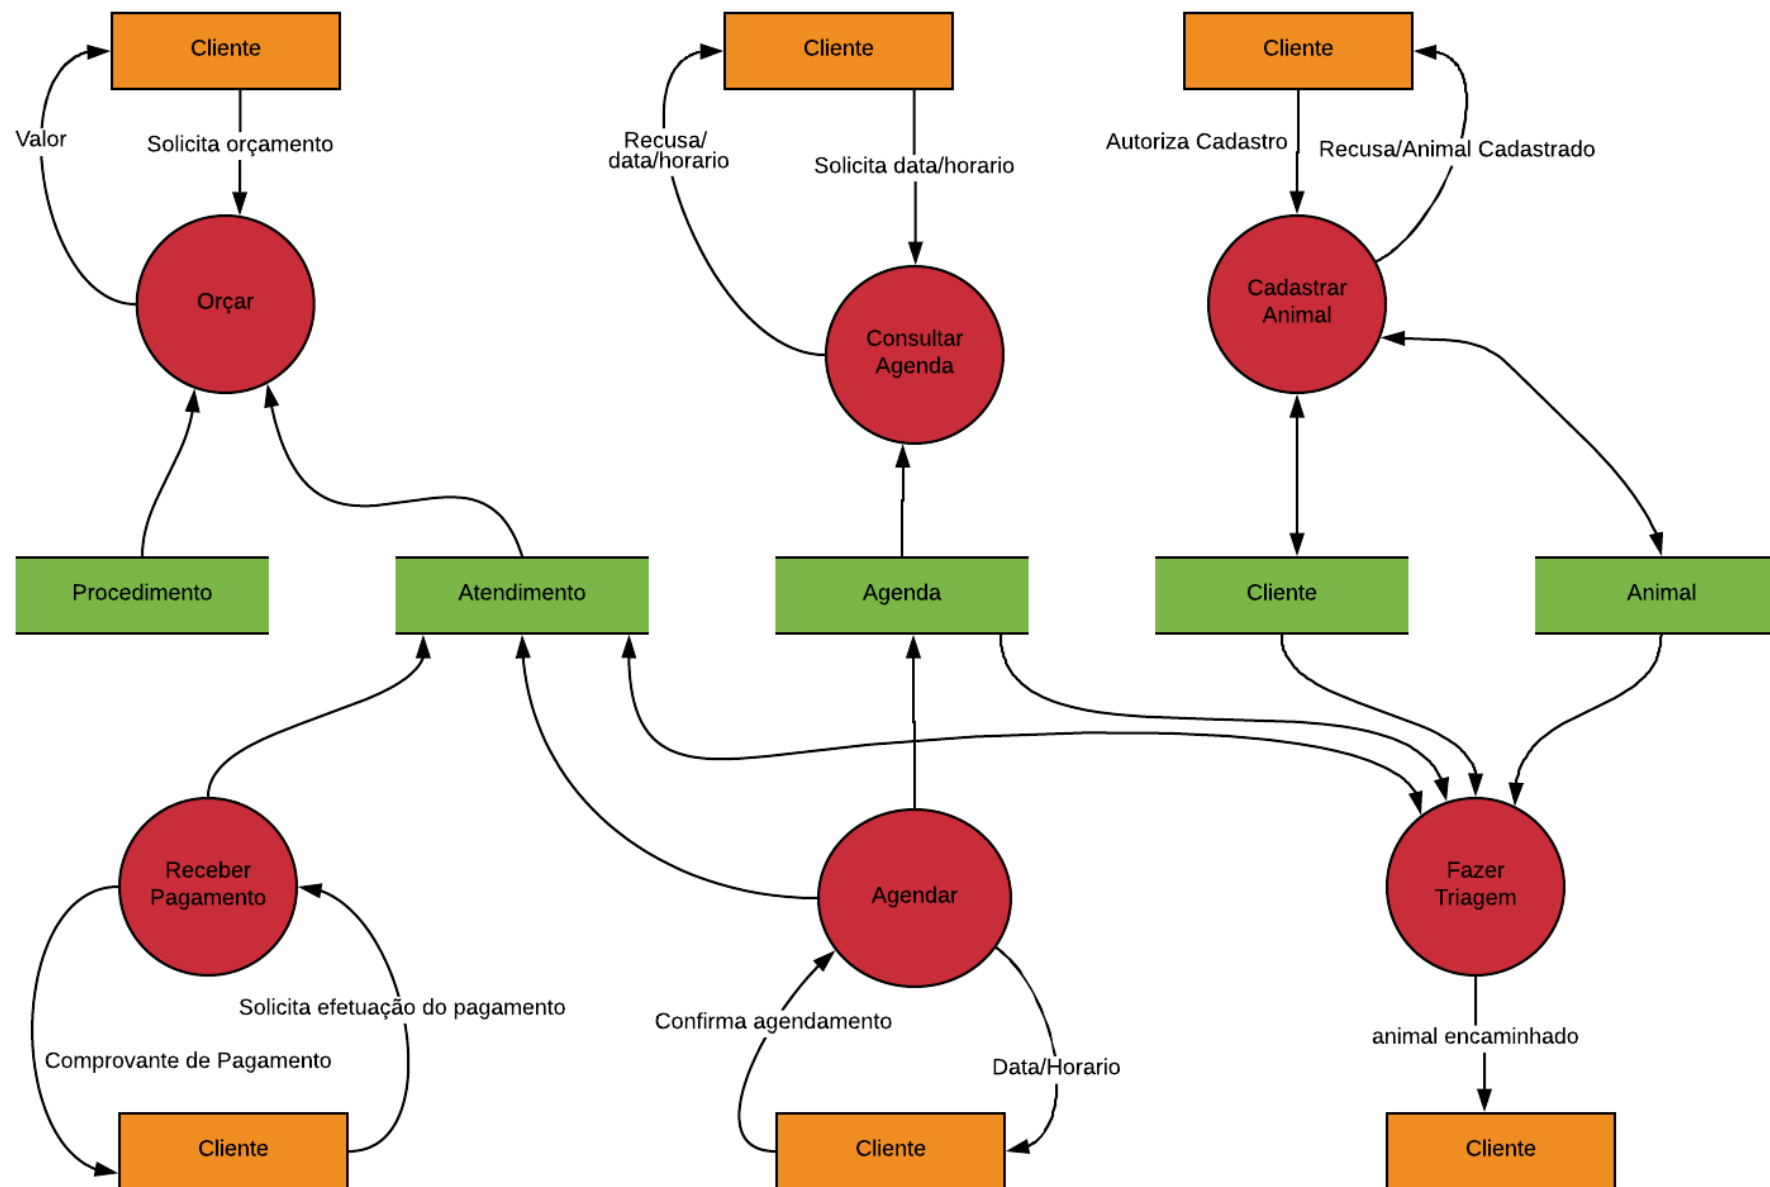 Cliente
Cliente
Cliente
Valor
Solicita orçamento
Recusa/
data/horario
Solicita data/horario
Autoriza Cadastro
Recusa/Animal Cadastrado
Orçar
Consultar
Agenda
Cadastrar
Animal
Procedimento
Atendimento
Agenda
Cliente
Animal
Receber
Pagamento
Agendar
Fazer
Triagem
Solicita efetuação do pagamento
Comprovante de Pagamento
Confirma agendamento
Data/Horario
animal encaminhado
Cliente
Cliente
Cliente